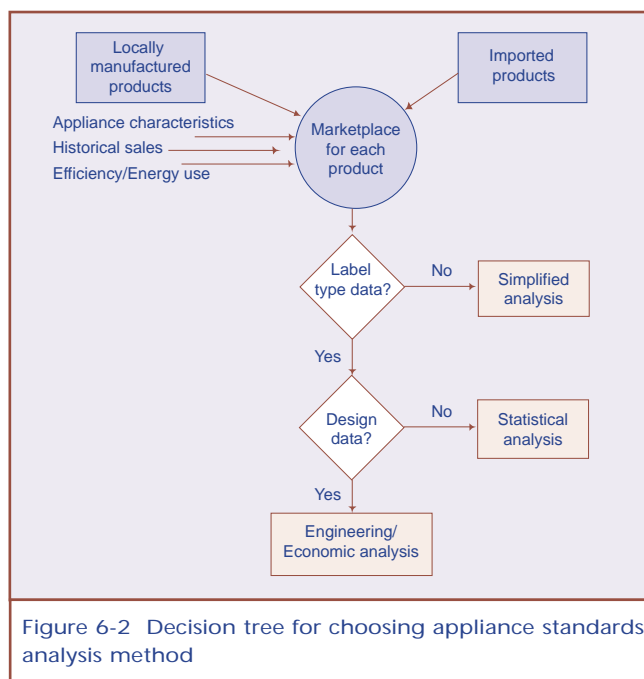 Locally
manufactured
products
Imported
products
Appliance characteristics
Historical sales
Efficiency/Energy use
Marketplace
for each
product
Label
type data?
No
Simplified
analysis
Yes
Design
data?
No
Statistical
analysis
Yes
Engineering/
Economic analysis
Figure 6-2 Decision tree for choosing appliance standards
analysis method